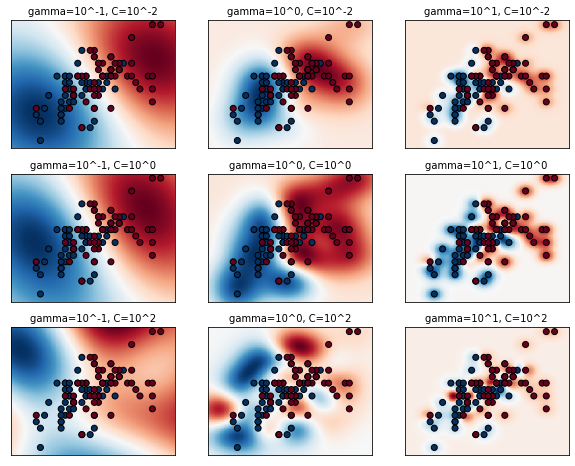 gamma=10^-1, C=10^-2
gamma=10^0, C=10^-2
gamma=10^1, C=10^-2
gamma=10^-1, C=10^0
gamma=10^0, C=10^0
gamma=10^1, C=10^0
gamma=10^-1, C=10^2
gamma=10^0, C=10^2
gamma=10^1, C=10^2